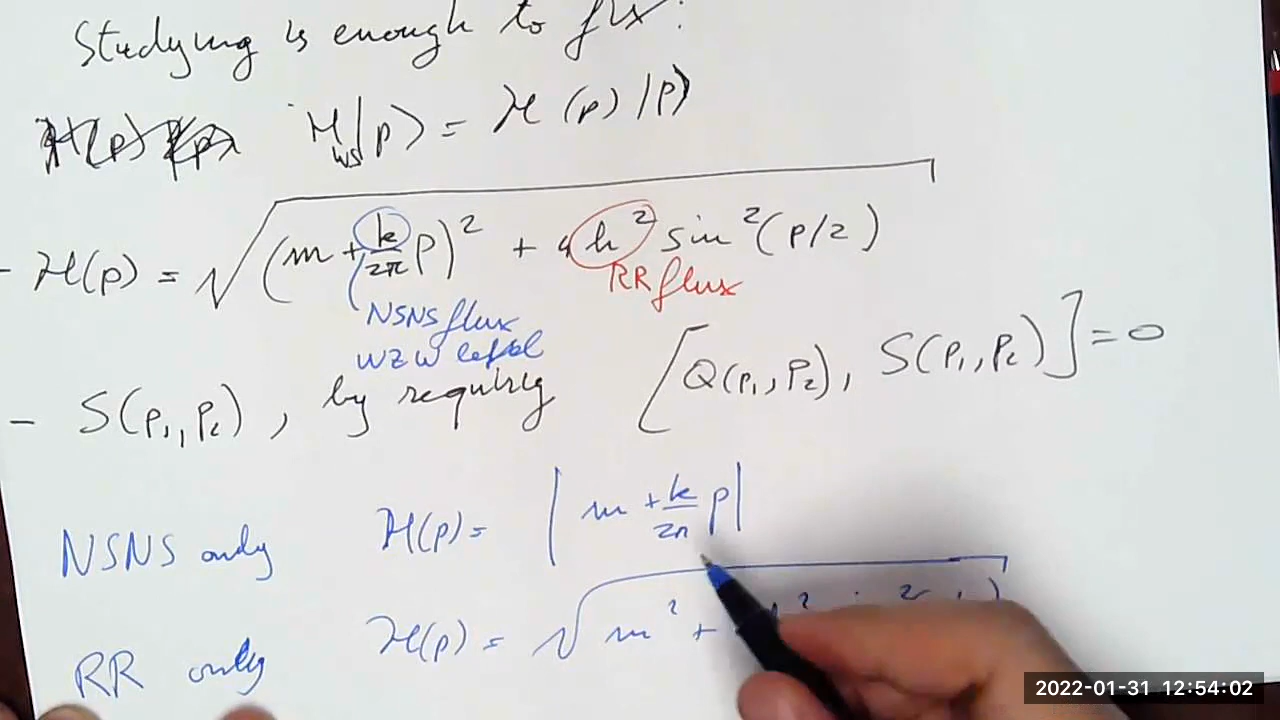 Studying is enough to fix:
H_ws |p⟩ = H(p) |p⟩
- H(p) = √((m + k/2π p)² + 4h² sin²(p/2))
NSNS flux
RR flux
WZW level
- S(p₁, p₂), by requiring [Q(p₁, p₂), S(p₁, p₂)] = 0
NSNS only H(p) = | m + k/2π p |
RR only H(p) = √(m² +
2022-01-31 12:54:02